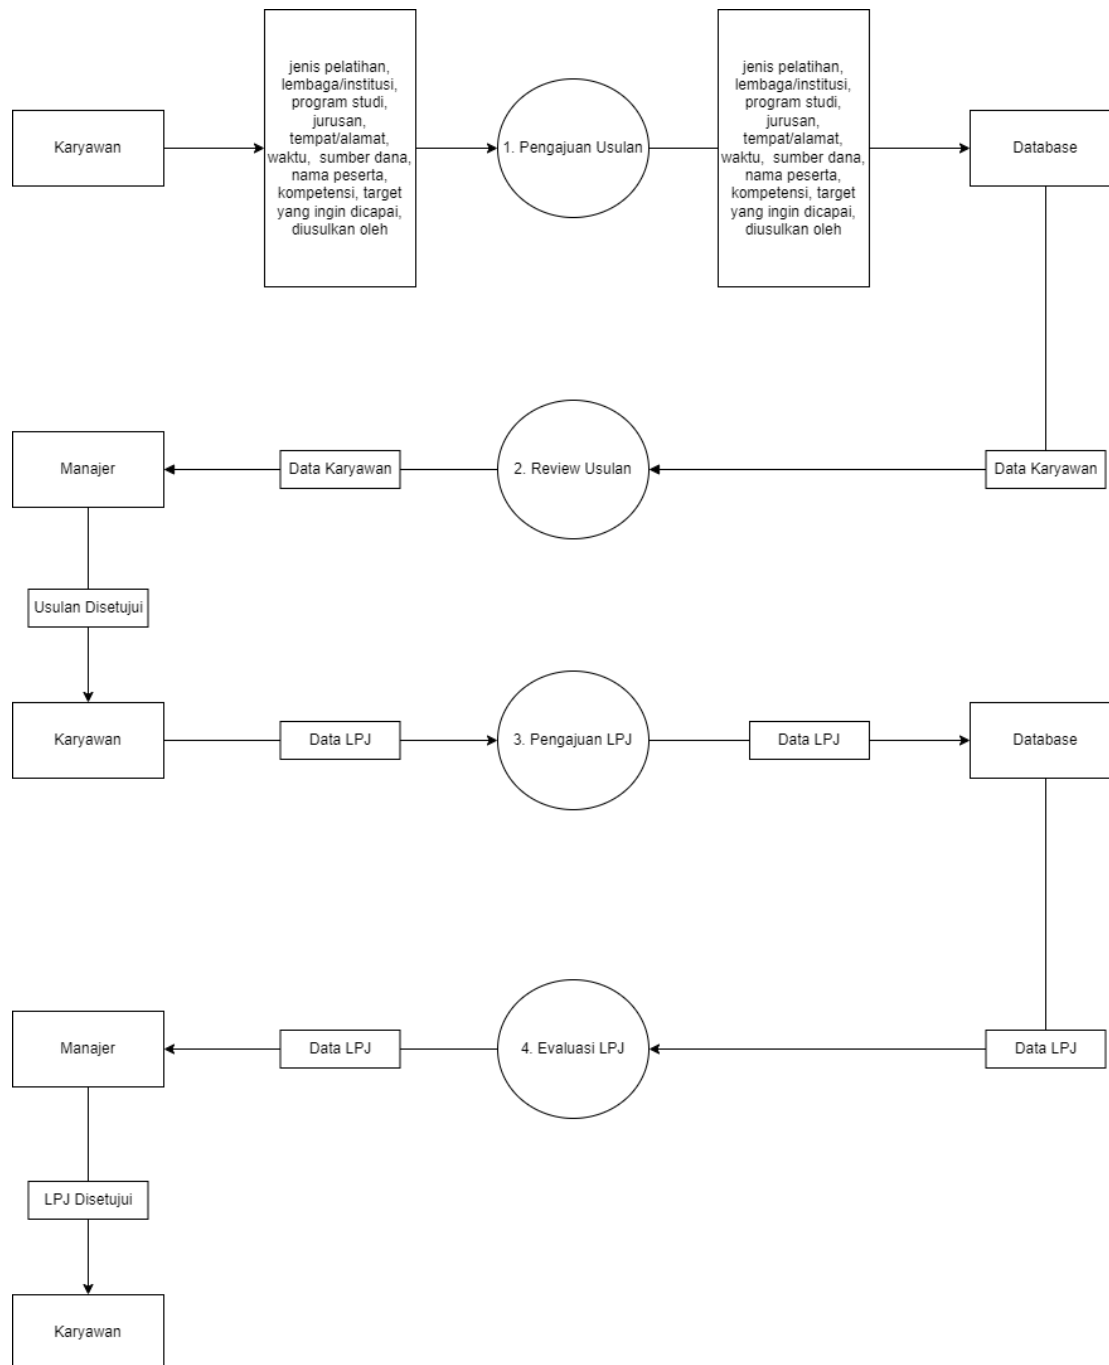 Karyawan
jenis pelatihan,
lembaga/institusi,
program studi,
jurusan,
tempat/alamat,
waktu, sumber dana,
nama peserta,
kompetensi, target
yang ingin dicapai,
diusulkan oleh
1. Pengajuan Usulan
jenis pelatihan,
lembaga/institusi,
program studi,
jurusan,
tempat/alamat,
waktu, sumber dana,
nama peserta,
kompetensi, target
yang ingin dicapai,
diusulkan oleh
Database
Manajer
Data Karyawan
2. Review Usulan
Data Karyawan
Usulan Disetujui
Karyawan
Data LPJ
3. Pengajuan LPJ
Data LPJ
Database
Manajer
Data LPJ
4. Evaluasi LPJ
Data LPJ
LPJ Disetujui
Karyawan